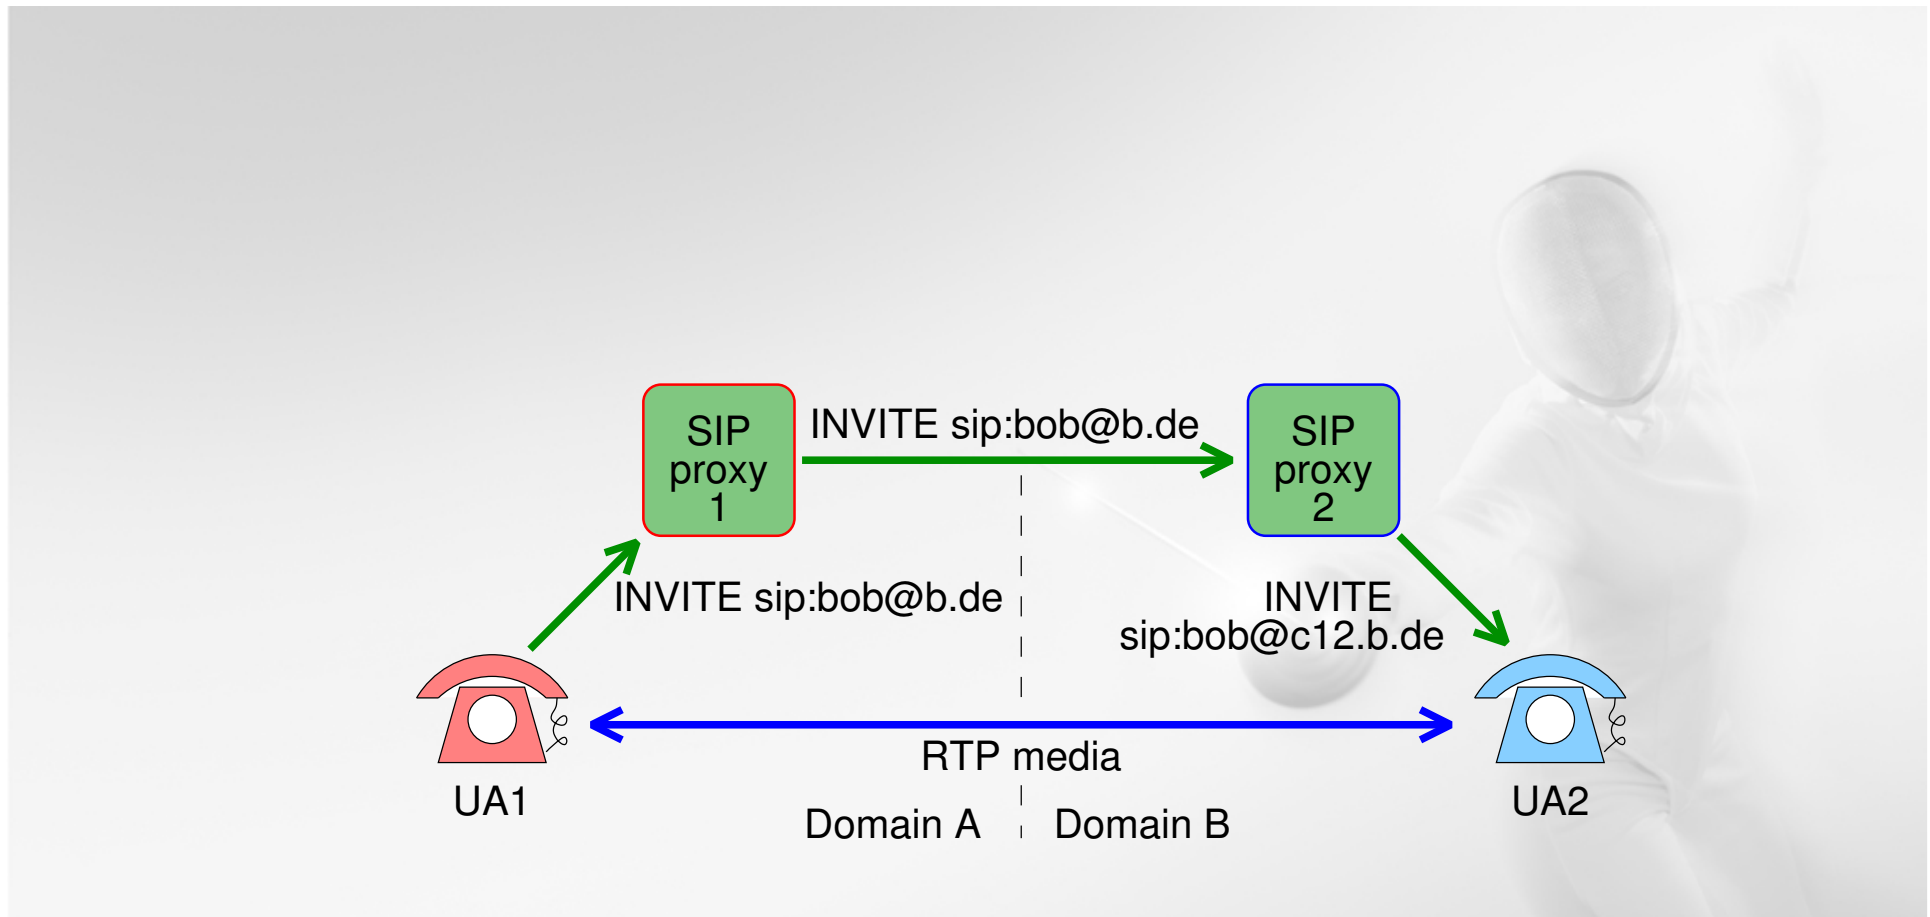 SIP
proxy
1
INVITE sip:bob@b.de
SIP
proxy
2
INVITE sip:bob@b.de
INVITE
sip:bob@c12.b.de
RTP media
UA1
UA2
Domain A
Domain B